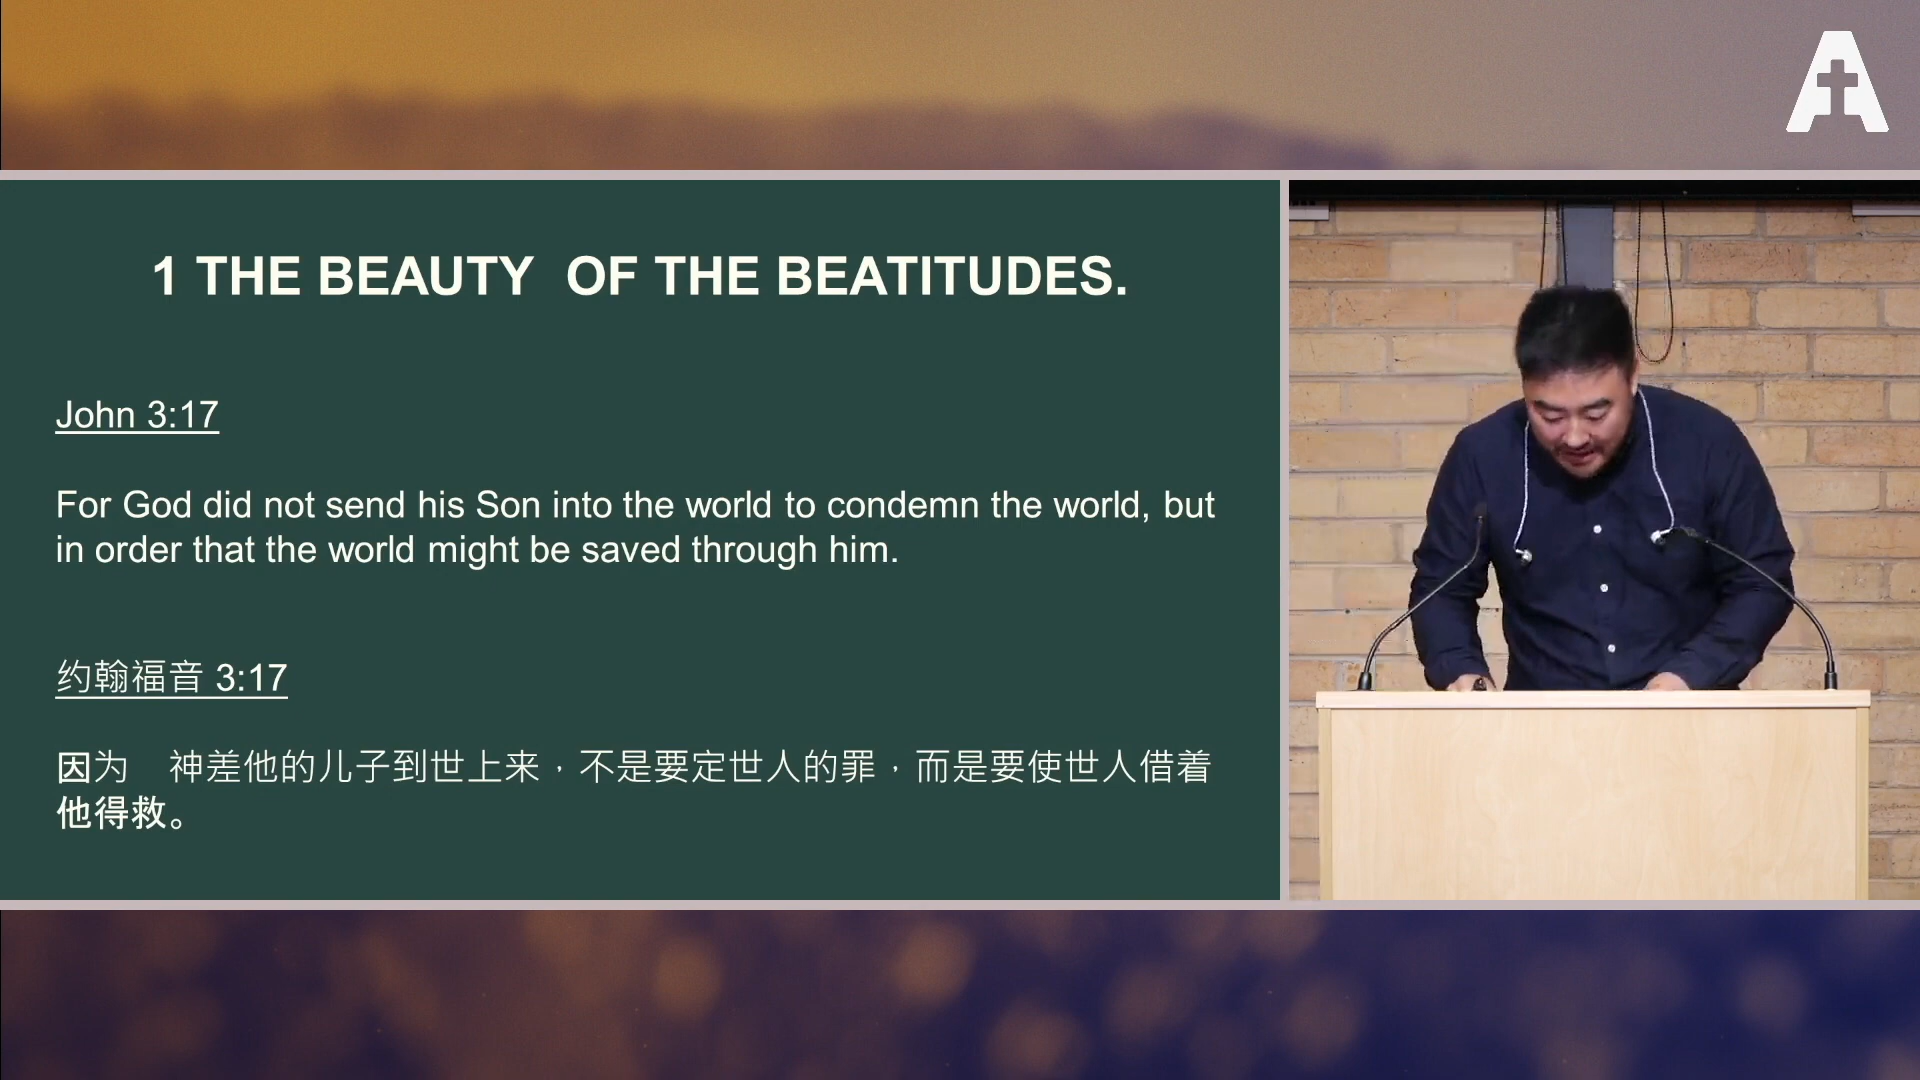 A
1 THE BEAUTY  OF THE BEATITUDES.
John 3:17
For God did not send his Son into the world to condemn the world, but
in order that the world might be saved through him.
约翰福音 3:17
因为　神差他的儿子到世上来，不是要定世人的罪，而是要使世人借着
他得救。